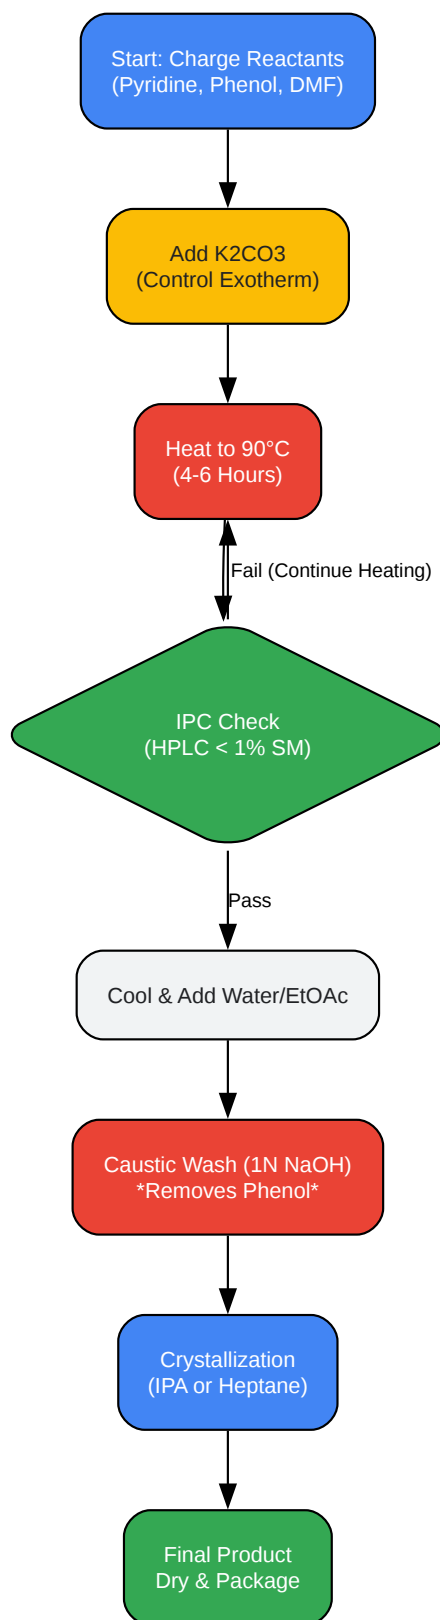 Start: Charge Reactants
(Pyridine, Phenol, DMF)
Add K2CO3
(Control Exotherm)
Heat to 90°C
(4-6 Hours)
Fail (Continue Heating)
IPC Check
(HPLC < 1% SM)
Pass
Cool & Add Water/EtOAc
Caustic Wash (1N NaOH)
*Removes Phenol*
Crystallization
(IPA or Heptane)
Final Product
Dry & Package